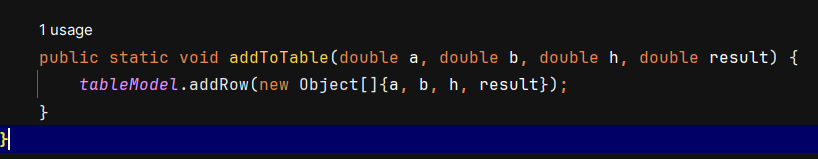 1 usage
public static void addToTable(double a, double b, double h, double result) {
tableModel.addRow(new Object[]{a, b, h, result});
}
}